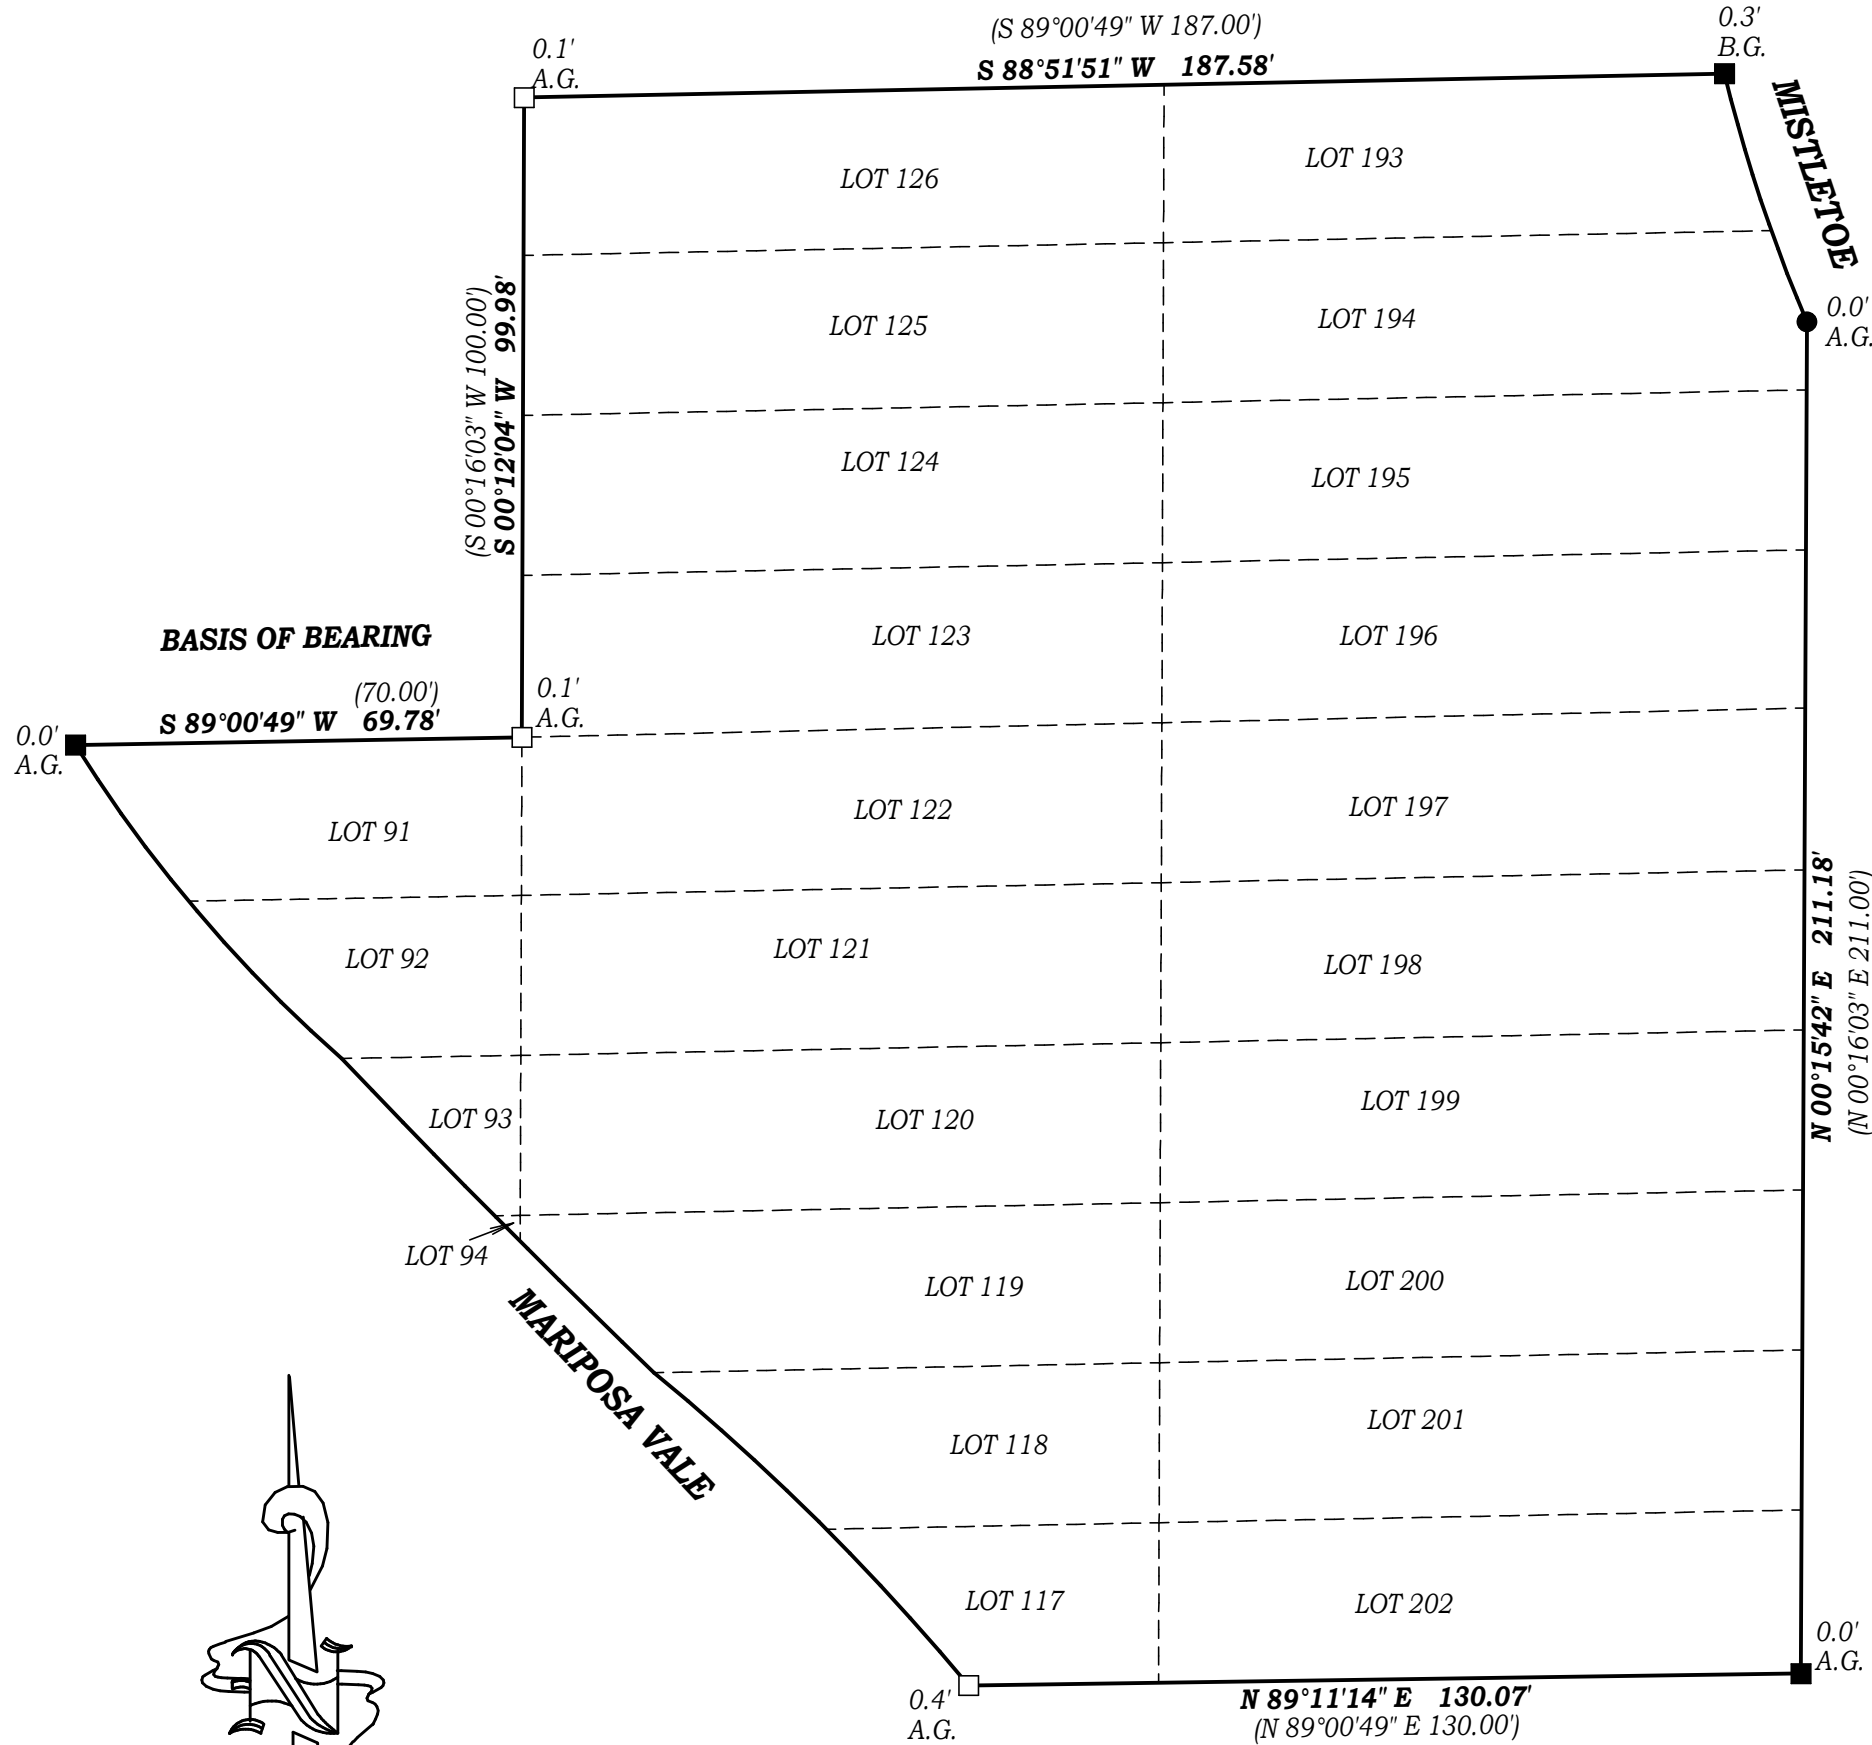 (S 89°00'49" W 187.00')
S 88°51'51" W 187.58'
0.1'
A.G.
0.3'
B.G.
MISTLETOE
LOT 126
LOT 193
0.0'
A.G.
LOT 125
LOT 194
(S 00°16'03" W 100.00')
S 00°12'04" W 99.98'
LOT 124
LOT 195
BASIS OF BEARING
(70.00')
S 89°00'49" W 69.78'
0.0'
A.G.
0.1'
A.G.
LOT 123
LOT 196
LOT 91
LOT 122
LOT 197
LOT 92
LOT 121
LOT 198
N 00°15'42" E 211.18'
(N 00°16'03" E 211.00')
LOT 93
LOT 120
LOT 199
LOT 94
LOT 119
LOT 200
MARIPOSA VALE
LOT 118
LOT 201
LOT 117
LOT 202
0.4'
A.G.
N 89°11'14" E 130.07'
(N 89°00'49" E 130.00')
0.0'
A.G.